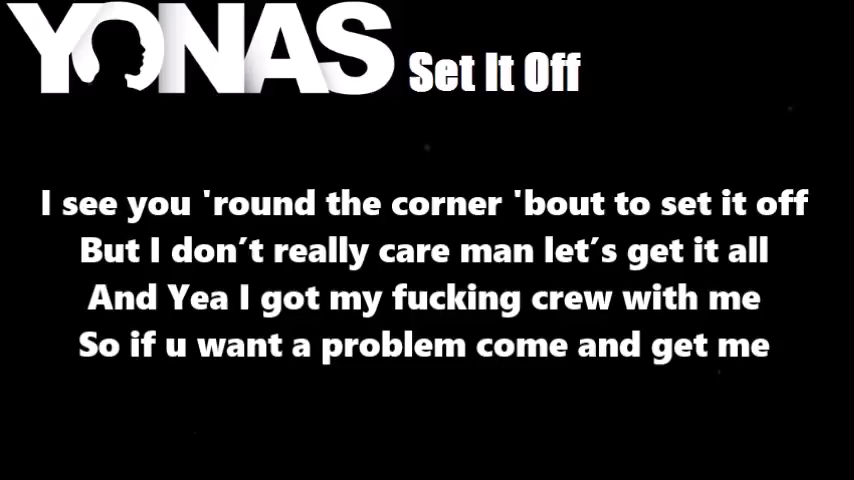 YONAS Set It Off
I see you 'round the corner 'bout to set it off
But I don't really care man let's get it all
And Yea I got my fucking crew with me
So if u want a problem come and get me